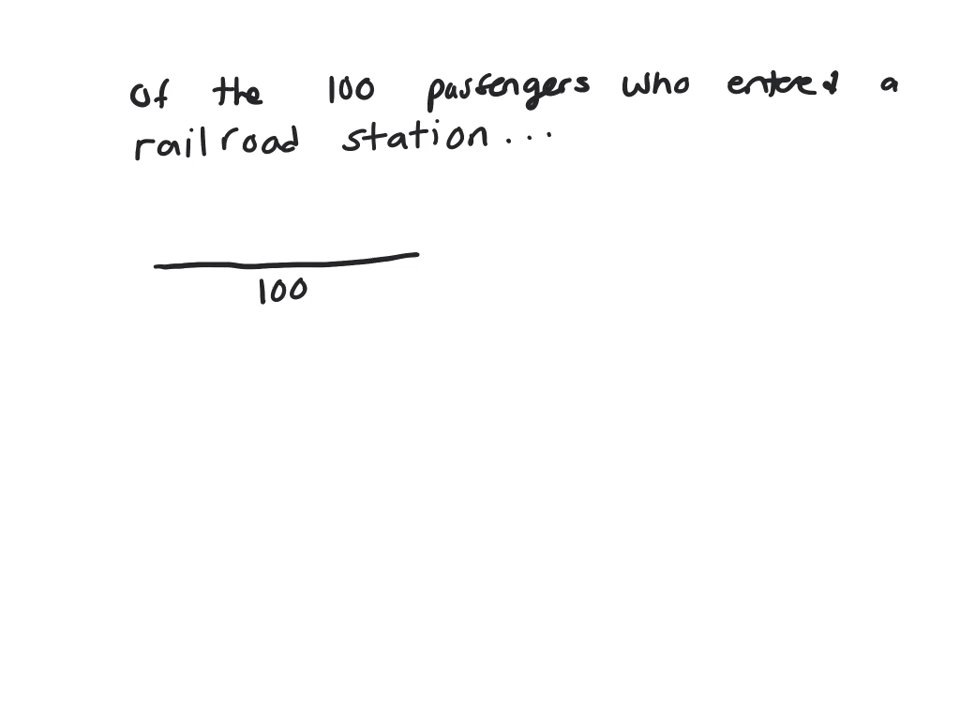 of the 100 passengers who entered a
railroad station...
100